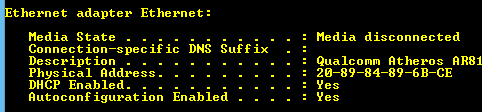 Ethernet adapter Ethernet:
Media State . . . . . . . . . . . : Media disconnected
Connection-specific DNS Suffix  . :
Description . . . . . . . . . . . : Qualcomm Atheros AR81
Physical Address. . . . . . . . . : 20-89-84-89-6B-CE
DHCP Enabled. . . . . . . . . . . : Yes
Autoconfiguration Enabled . . . . : Yes